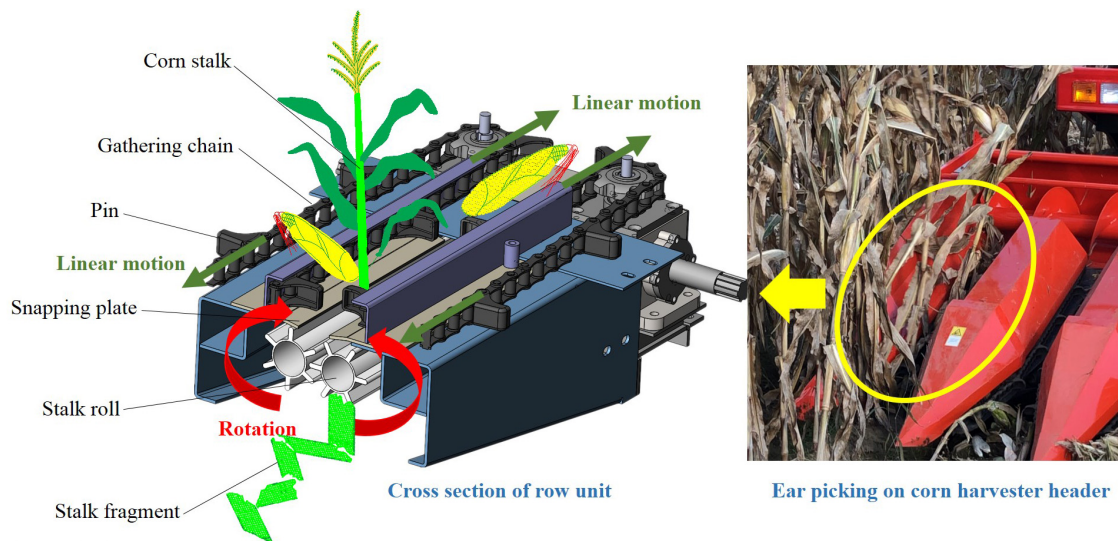 Corn stalk
Linear motion
Gathering chain
Pin
Linear motion
Snapping plate
Stalk roll
Rotation
Stalk fragment
Cross section of row unit
Ear picking on corn harvester header